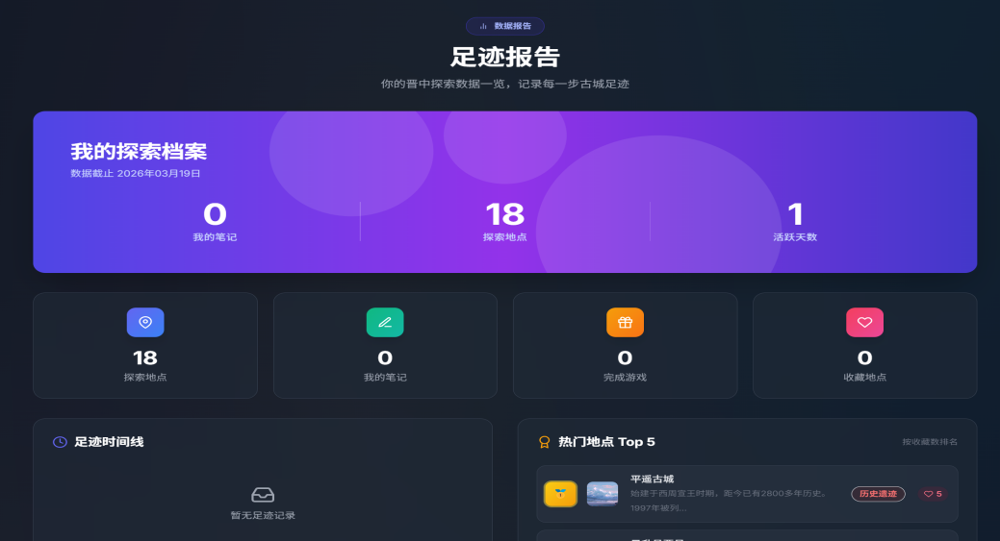 数据报告
足迹报告
你的晋中探索数据一览，记录每一步古城足迹
我的探索档案
数据截止 2026年03月19日
0
我的笔记
18
探索地点
1
活跃天数
18
探索地点
0
我的笔记
0
完成游戏
0
收藏地点
足迹时间线
暂无足迹记录
热门地点 Top 5
按收藏数排名
平遥古城
始建于西周宣王时期，距今已有2800多年历史。
1997年被列...
历史遗迹
5